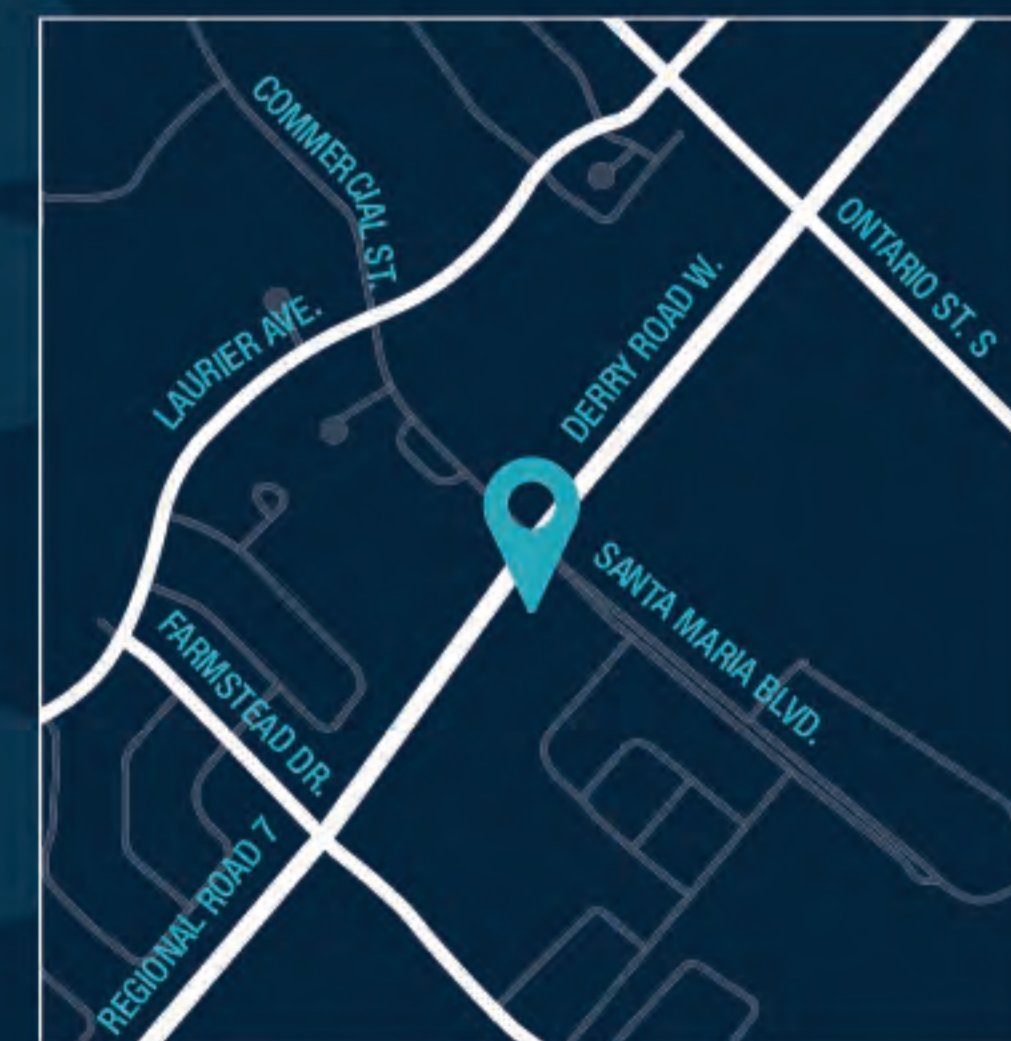 COMMERCIAL ST.
ONTARIO ST. S
DERRY ROAD W.
LAURIER AVE.
SANTA MARIA BLVD.
FARMSTEAD DR.
REGIONAL ROAD 7